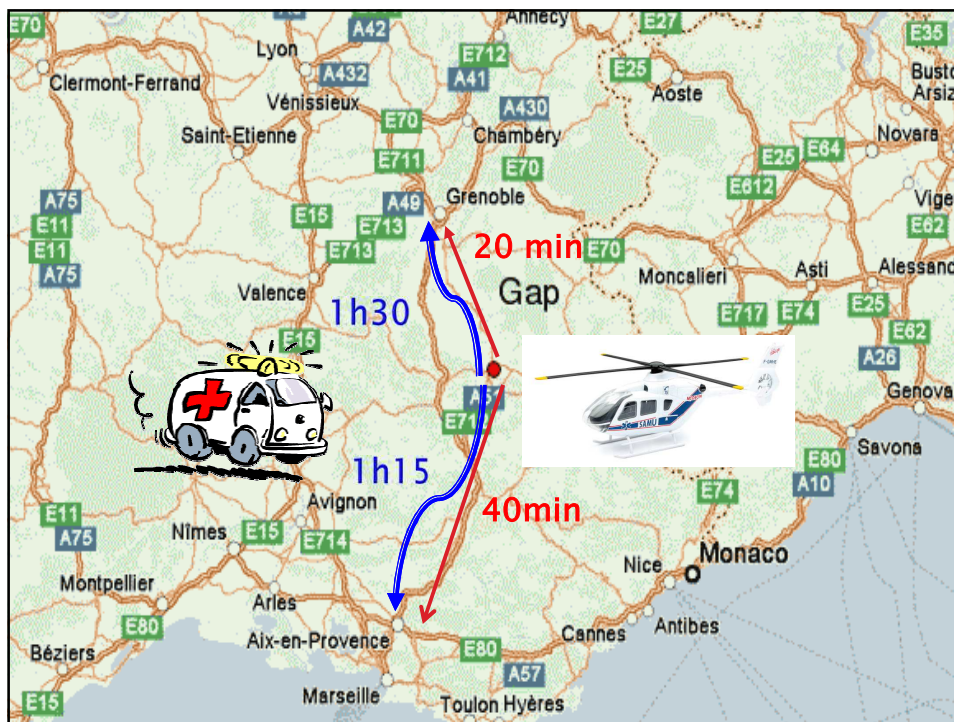 E70
A42
Annecy
E27
E35
Lyon
E712
Clermont-Ferrand
A432
A41
E25
Busto
Arsiz
Vénissieux
A430
Aoste
Saint-Etienne
E70
Chambéry
Novara
E711
E70
E25
E64
A75
A49
Grenoble
E612
Vige
E11
E15
E713
E62
E11
E713
20 min
E70
A75
Moncalieri
Asti
Alessand
Valence
Gap
1h30
E717
E74
E25
E15
E62
A26
Genova
SAMU
1h15
Savona
E80
E74
A10
Avignon
40min
E11
Nîmes
E15
E714
A75
Monaco
Montpellier
Nice
Arles
Antibes
E80
Aix-en-Provence
E80
Cannes
Béziers
A57
E15
Marseille
Toulon
Hyères